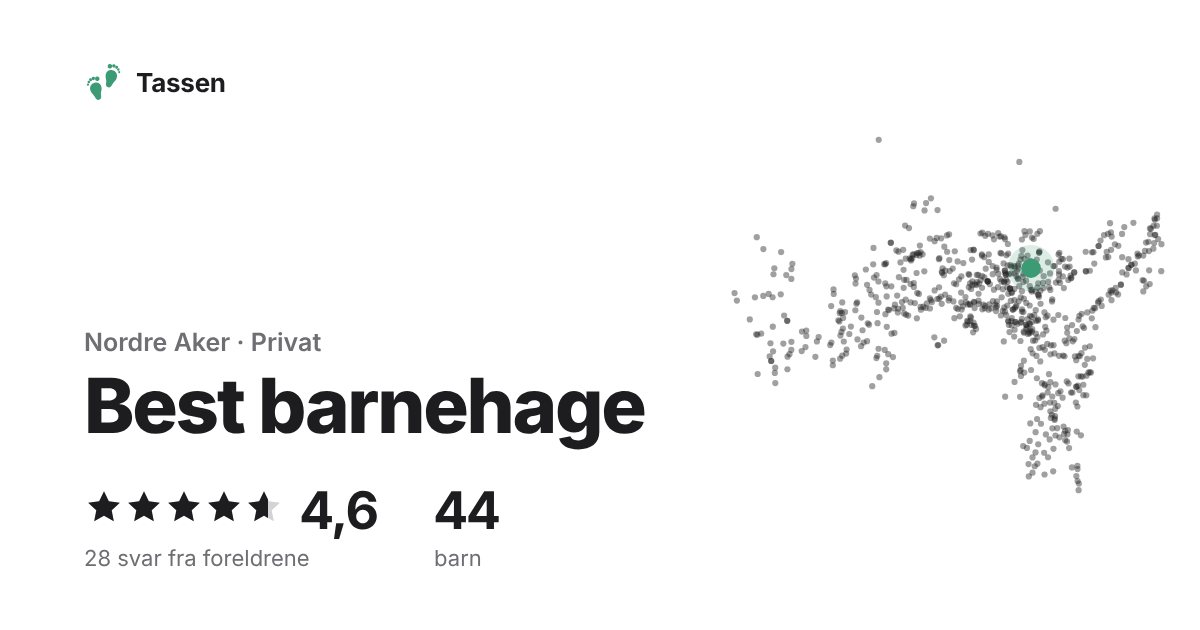 Tassen
Nordre Aker · Privat
Best barnehage
4,6
44
28 svar fra foreldrene
barn